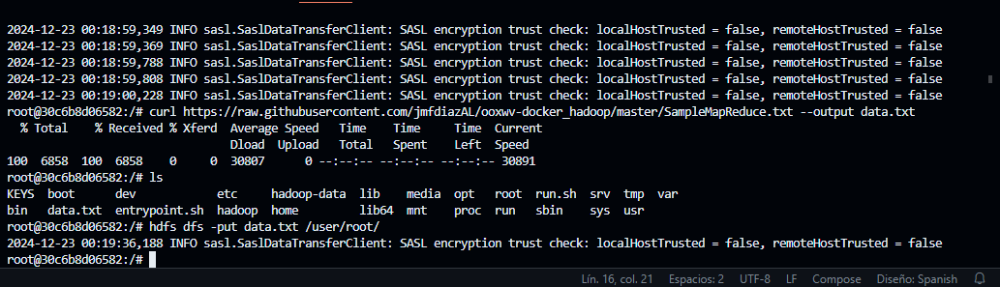 2024-12-23 00:18:59,349 INFO sasl.SaslDataTransferClient: SASL encryption trust check: localHostTrusted = false, remoteHostTrusted = false
2024-12-23 00:18:59,369 INFO sasl.SaslDataTransferClient: SASL encryption trust check: localHostTrusted = false, remoteHostTrusted = false
2024-12-23 00:18:59,788 INFO sasl.SaslDataTransferClient: SASL encryption trust check: localHostTrusted = false, remoteHostTrusted = false
2024-12-23 00:18:59,808 INFO sasl.SaslDataTransferClient: SASL encryption trust check: localHostTrusted = false, remoteHostTrusted = false
2024-12-23 00:19:00,228 INFO sasl.SaslDataTransferClient: SASL encryption trust check: localHostTrusted = false, remoteHostTrusted = false
root@30c6b8d06582:/# curl https://raw.githubusercontent.com/jmfdiazAL/ooxwv-docker_hadoop/master/SampleMapReduce.txt --output data.txt
  % Total    % Received % Xferd  Average Speed   Time    Time     Time  Current
                                 Dload  Upload   Total   Spent    Left  Speed
100  6858  100  6858    0     0  30807      0 --:--:-- --:--:-- --:--:-- 30891
root@30c6b8d06582:/# ls
KEYS  boot      dev            etc     hadoop-data  lib    media  opt   root  run.sh  srv  tmp  var
bin   data.txt  entrypoint.sh  hadoop  home         lib64  mnt    proc  run   sbin    sys  usr
root@30c6b8d06582:/# hdfs dfs -put data.txt /user/root/
2024-12-23 00:19:36,188 INFO sasl.SaslDataTransferClient: SASL encryption trust check: localHostTrusted = false, remoteHostTrusted = false
root@30c6b8d06582:/#
Lín. 16, col. 21    Espacios: 2    UTF-8    LF    Compose    Diseño: Spanish